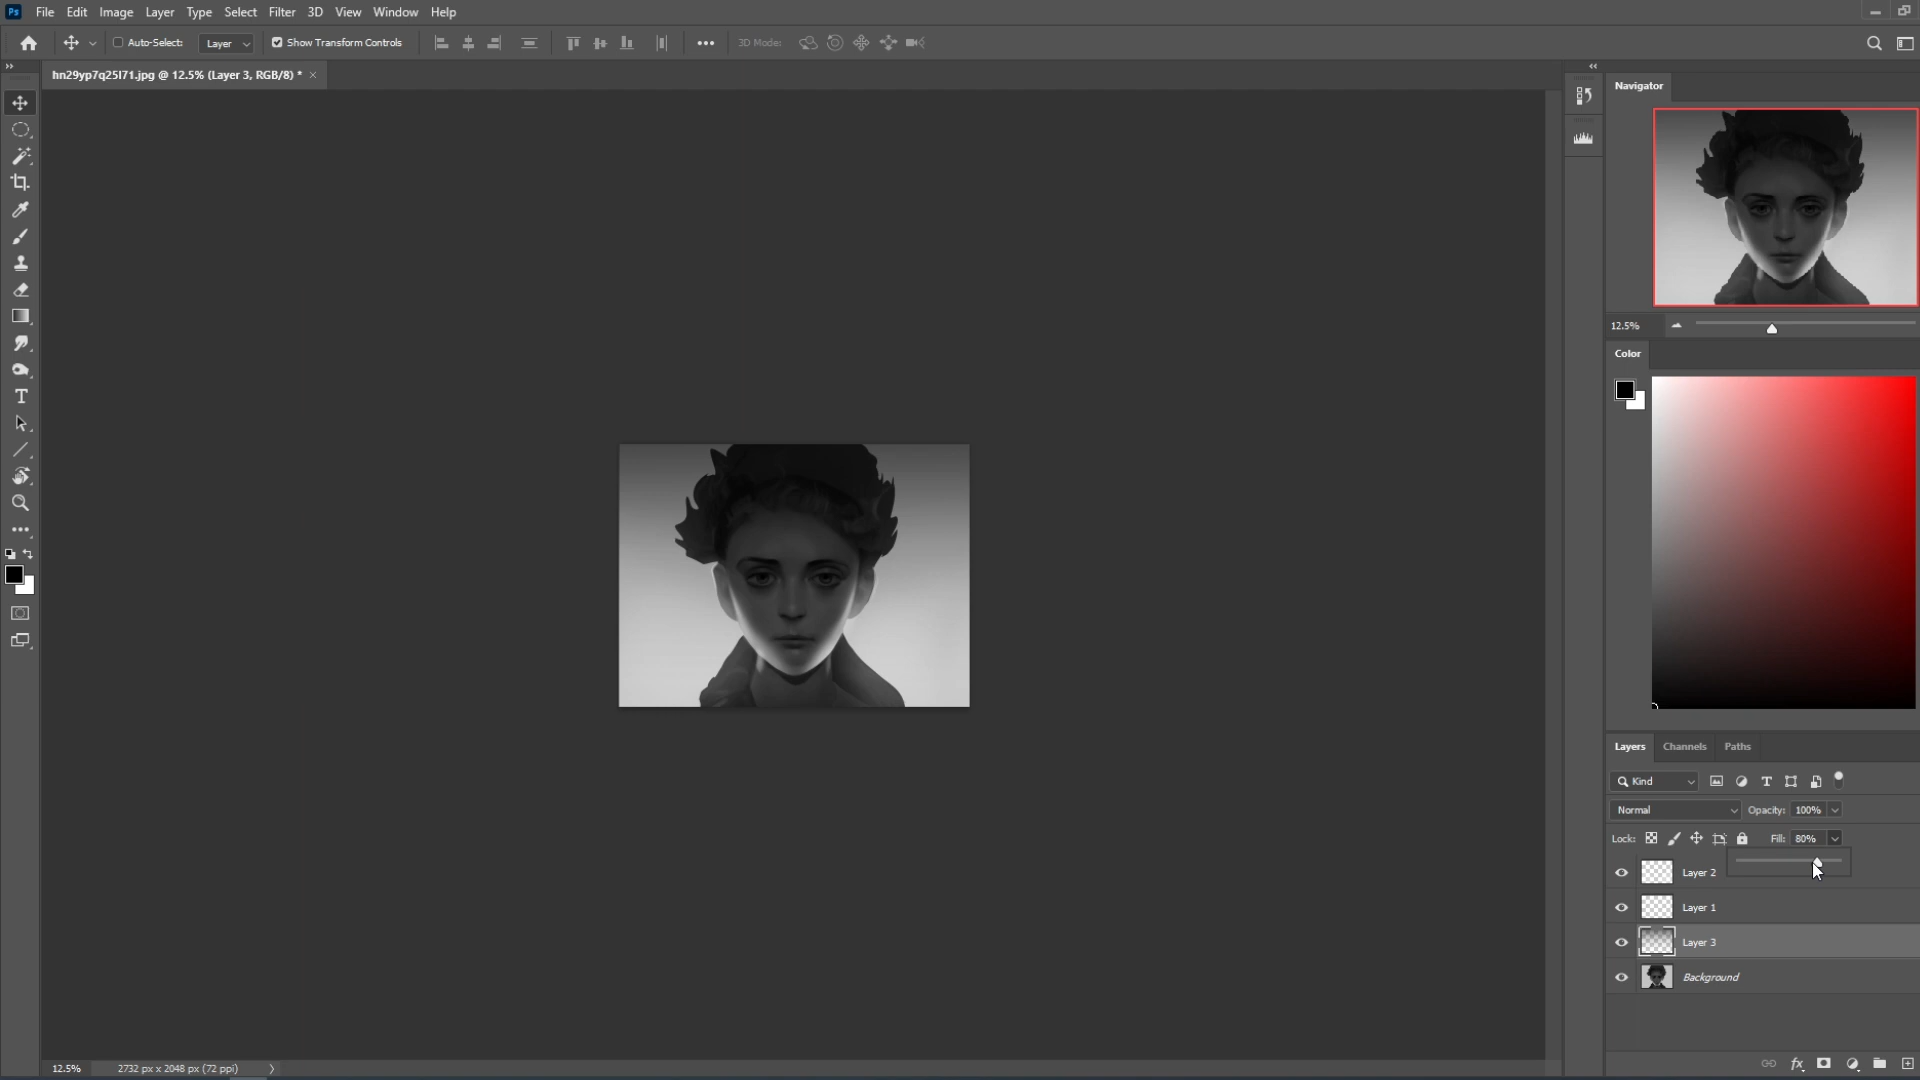 Ps File Edit Image Layer Type Select Filter 3D View Window Help
Auto-Select: Layer Show Transform Controls 3D Mode:
hn29yp7q25l71.jpg @ 12.5% (Layer 3, RGB/8) *
Navigator
12.5%
Color
Layers Channels Paths
Kind
Normal Opacity: 100%
Lock: Fill: 80%
Layer 2
Layer 1
Layer 3
Background
12.5% 2732 px x 2048 px (72 ppi)